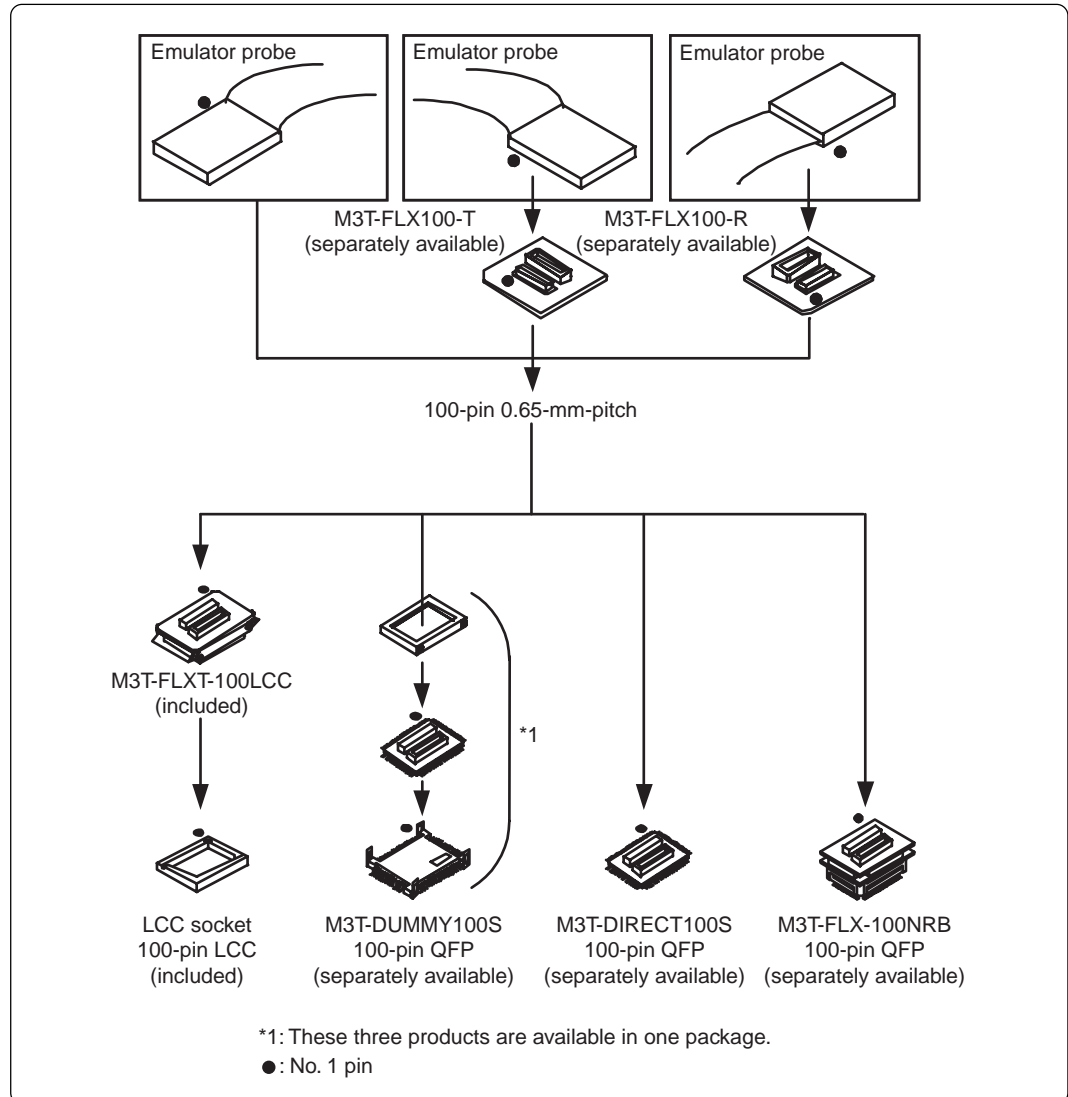 Emulator probe
Emulator probe
Emulator probe
M3T-FLX100-T
(separately available)
M3T-FLX100-R
(separately available)
100-pin 0.65-mm-pitch
M3T-FLXT-100LCC
(included)
*1
LCC socket
100-pin LCC
(included)
M3T-DUMMY100S
100-pin QFP
(separately available)
M3T-DIRECT100S
100-pin QFP
(separately available)
M3T-FLX-100NRB
100-pin QFP
(separately available)
*1: These three products are available in one package.
●: No. 1 pin